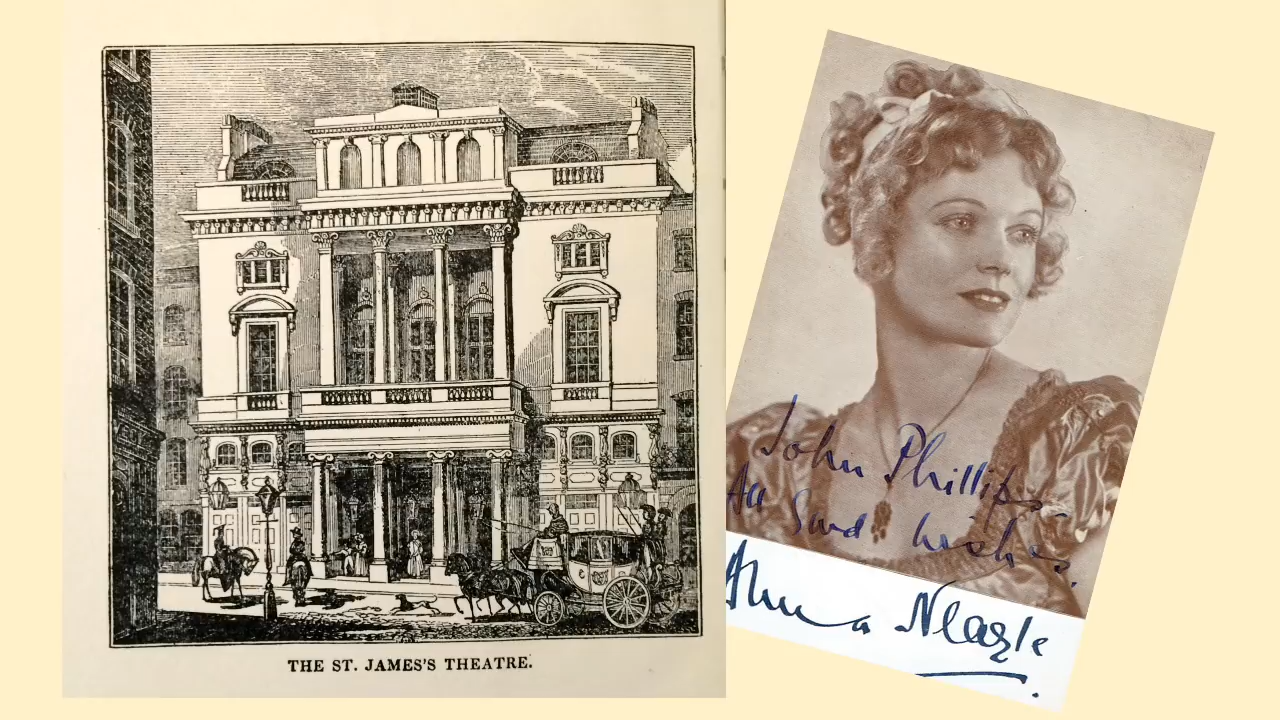 THE ST. JAMES'S THEATRE.
John Phillips -
All Good wishes.
Anna Neagle